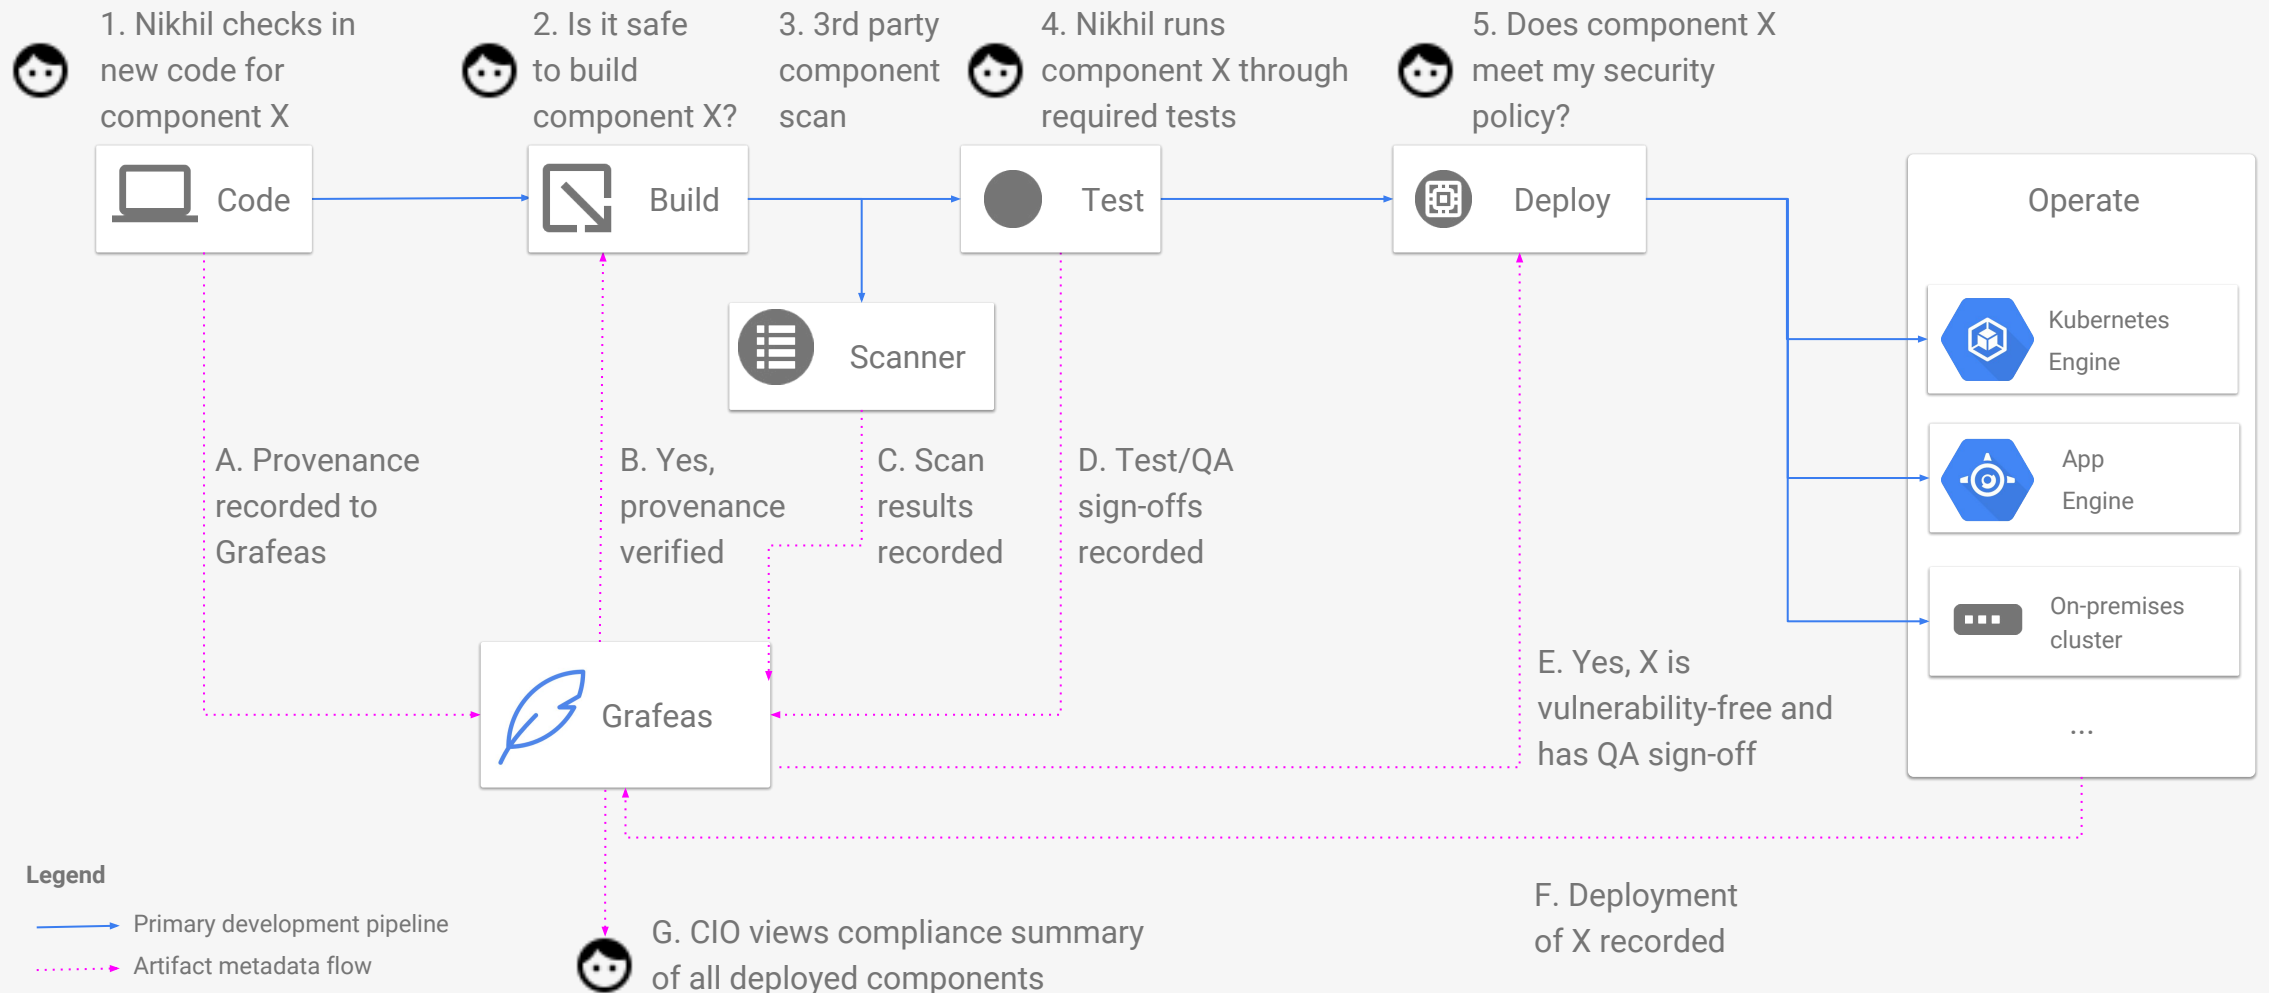 1. Nikhil checks in
new code for
component X
2. Is it safe
to build
component X?
3. 3rd party
component
scan
4. Nikhil runs
component X through
required tests
5. Does component X
meet my security
policy?
Code
Build
Test
Deploy
Operate
Scanner
Kubernetes
Engine
App
Engine
On-premises
cluster
...
A. Provenance
recorded to
Grafeas
B. Yes,
provenance
verified
C. Scan
results
recorded
D. Test/QA
sign-offs
recorded
E. Yes, X is
vulnerability-free and
has QA sign-off
Grafeas
F. Deployment
of X recorded
G. CIO views compliance summary
of all deployed components
Legend
Primary development pipeline
Artifact metadata flow